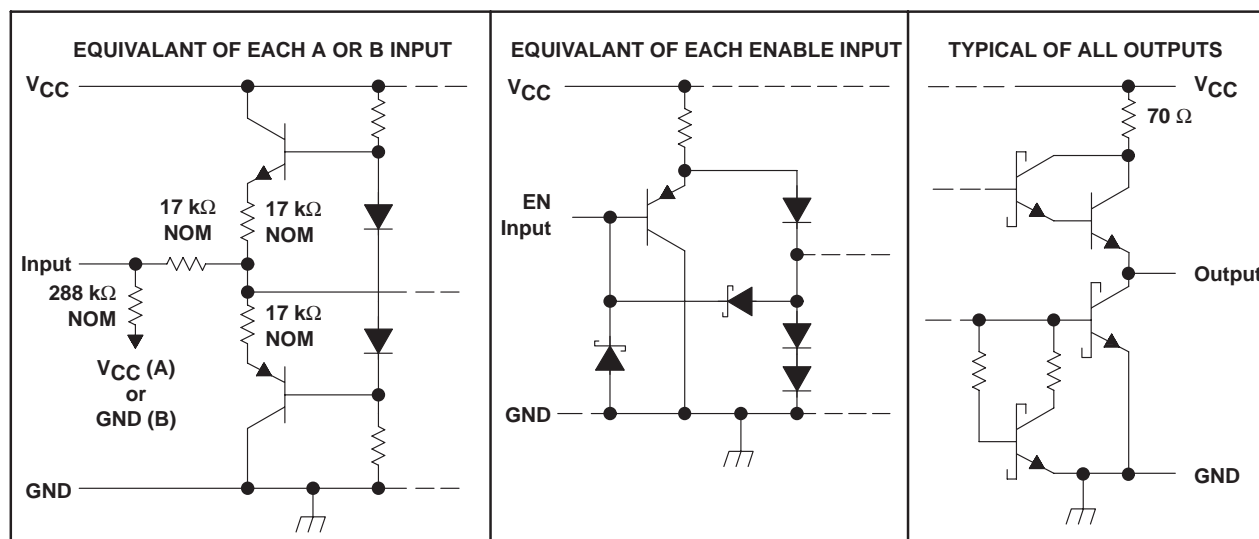 EQUIVALANT OF EACH A OR B INPUT
VCC
17 kΩ
NOM
17 kΩ
NOM
Input
288 kΩ
NOM
17 kΩ
NOM
VCC (A)
or
GND (B)
GND
EQUIVALENT OF EACH ENABLE INPUT
VCC
EN
Input
GND
TYPICAL OF ALL OUTPUTS
VCC
70 Ω
Output
GND